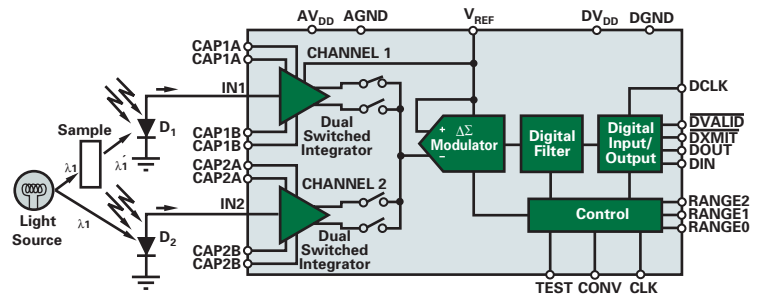 AVDD AGND VREF DVDD DGND
CAP1A
CAP1A
CHANNEL 1
IN1
Dual
Switched
Integrator
CAP1B
CAP1B
D1
Sample
λ1
λ1′
Light
Source
λ1
D2
CAP2A
CAP2A
CHANNEL 2
IN2
Dual
Switched
Integrator
CAP2B
CAP2B
+ ΔΣ
Modulator
−
Digital
Filter
Digital
Input/
Output
Control
DCLK
DVALID
DXMIT
DOUT
DIN
RANGE2
RANGE1
RANGE0
TEST CONV CLK